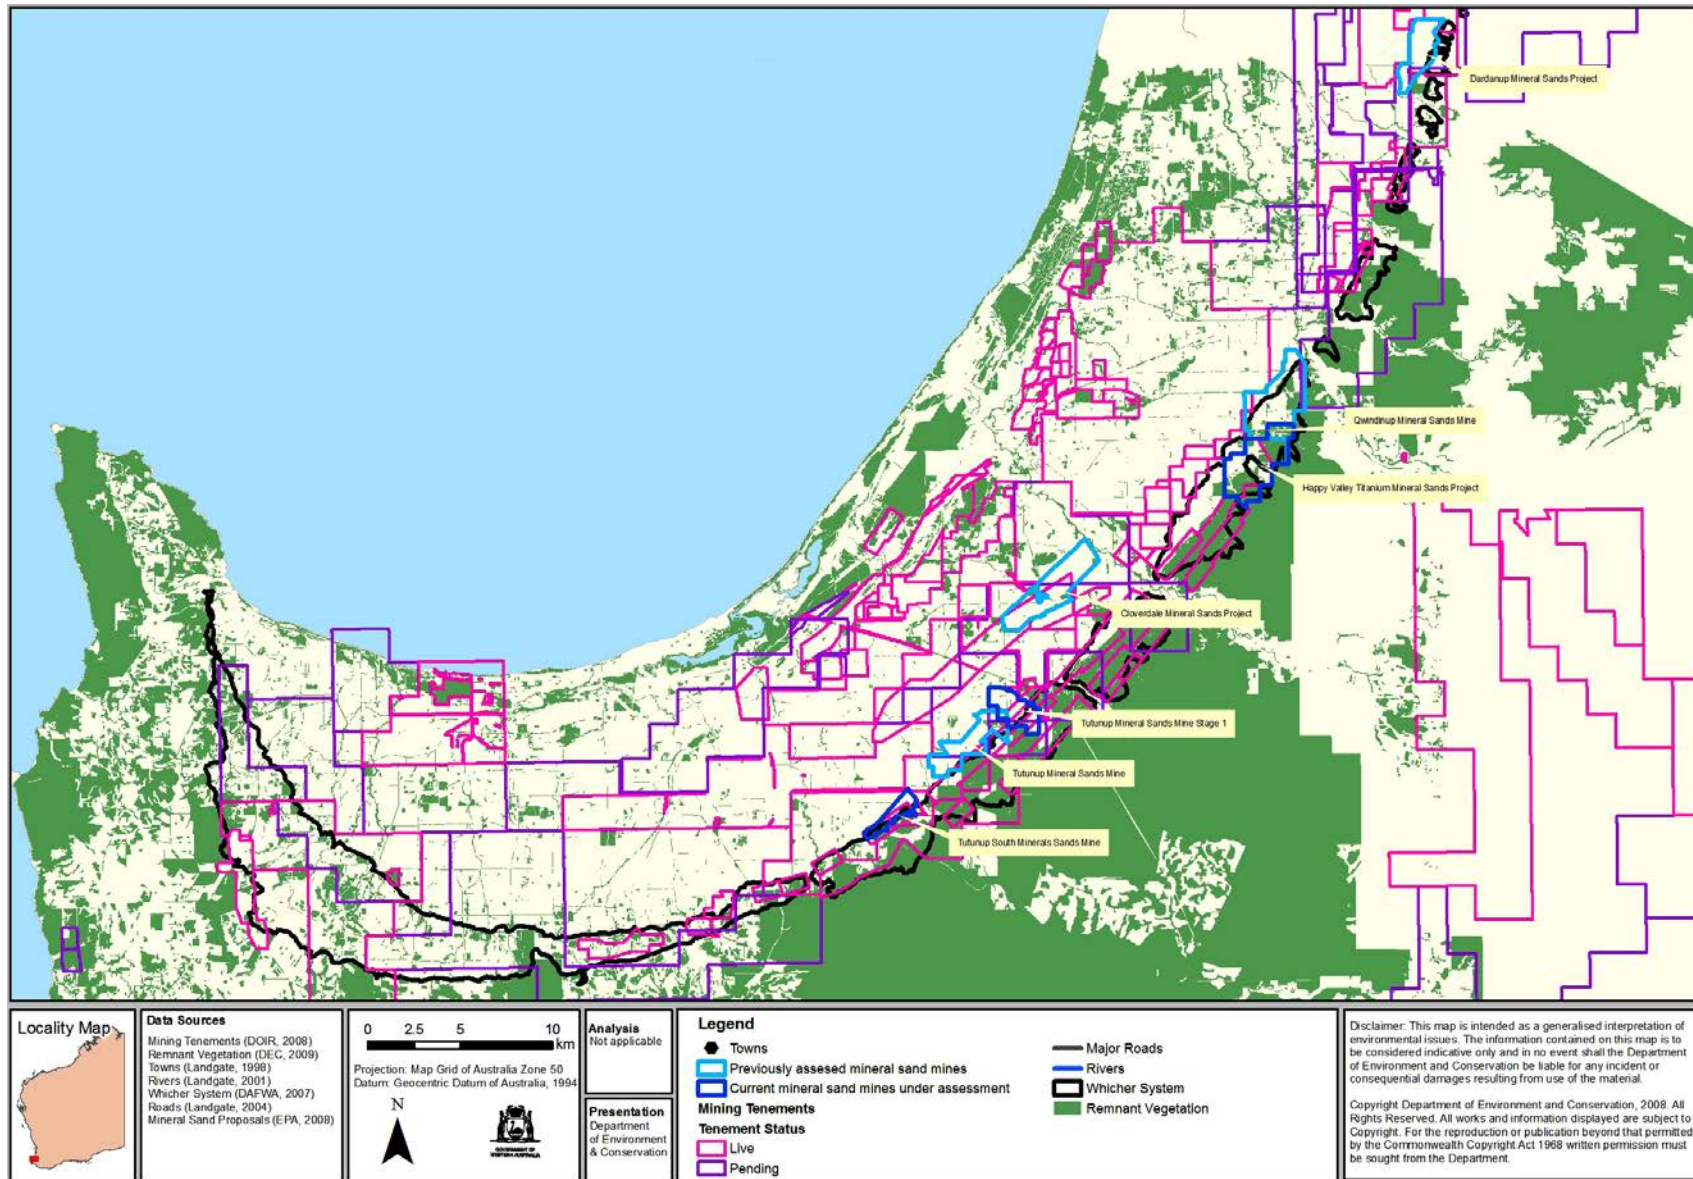 Dardanup Mineral Sands Project
Qwindinup Mineral Sands Mine
Happy Valley Titanium Mineral Sands Project
Cloverdale Mineral Sands Project
Tutunup Mineral Sands Mine Stage 1
Tutunup Mineral Sands Mine
Tutunup South Minerals Sands Mine
Locality Map
Data Sources
Mining Tenements (DOIR, 2008)
Remnant Vegetation (DEC, 2009)
Towns (Landgate, 1998)
Rivers (Landgate, 2001)
Whicher System (DAFWA, 2007)
Roads (Landgate, 2004)
Mineral Sand Proposals (EPA, 2008)
0 2.5 5 10
km
Projection: Map Grid of Australia Zone 50
Datum: Geocentric Datum of Australia, 1994
N
GOVERNMENT OF
WESTERN AUSTRALIA
Analysis
Not applicable
Presentation
Department
of Environment
& Conservation
Legend
Towns
Previously assesed mineral sand mines
Current mineral sand mines under assessment
Mining Tenements
Tenement Status
Live
Pending
Major Roads
Rivers
Whicher System
Remnant Vegetation
Disclaimer: This map is intended as a generalised interpretation of
environmental issues. The information contained on this map is to
be considered indicative only and in no event shall the Department
of Environment and Conservation be liable for any incident or
consequential damages resulting from use of the material.
Copyright Department of Environment and Conservation, 2008. All
Rights Reserved. All works and information displayed are subject to
Copyright. For the reproduction or publication beyond that permitted
by the Commonwealth Copyright Act 1968 written permission must
be sought from the Department.